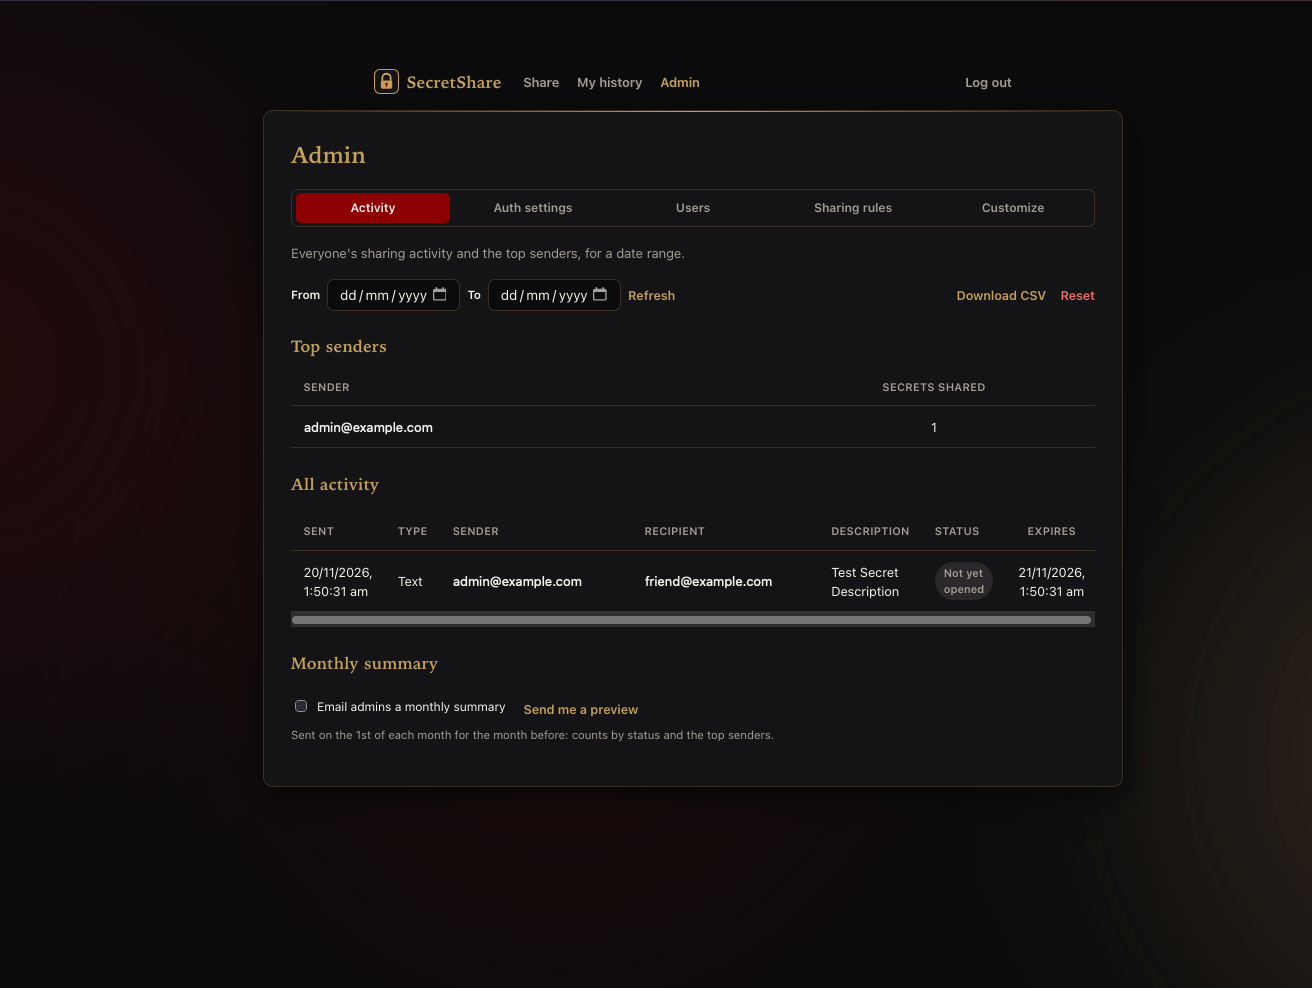 SecretShare Share My history Admin Log out
Admin
Activity Auth settings Users Sharing rules Customize
Everyone's sharing activity and the top senders, for a date range.
From dd/mm/yyyy To dd/mm/yyyy Refresh Download CSV Reset
Top senders
SENDER SECRETS SHARED
admin@example.com 1
All activity
SENT TYPE SENDER RECIPIENT DESCRIPTION STATUS EXPIRES
20/11/2026, 1:50:31 am Text admin@example.com friend@example.com Test Secret Description Not yet opened 21/11/2026, 1:50:31 am
Monthly summary
Email admins a monthly summary Send me a preview
Sent on the 1st of each month for the month before: counts by status and the top senders.